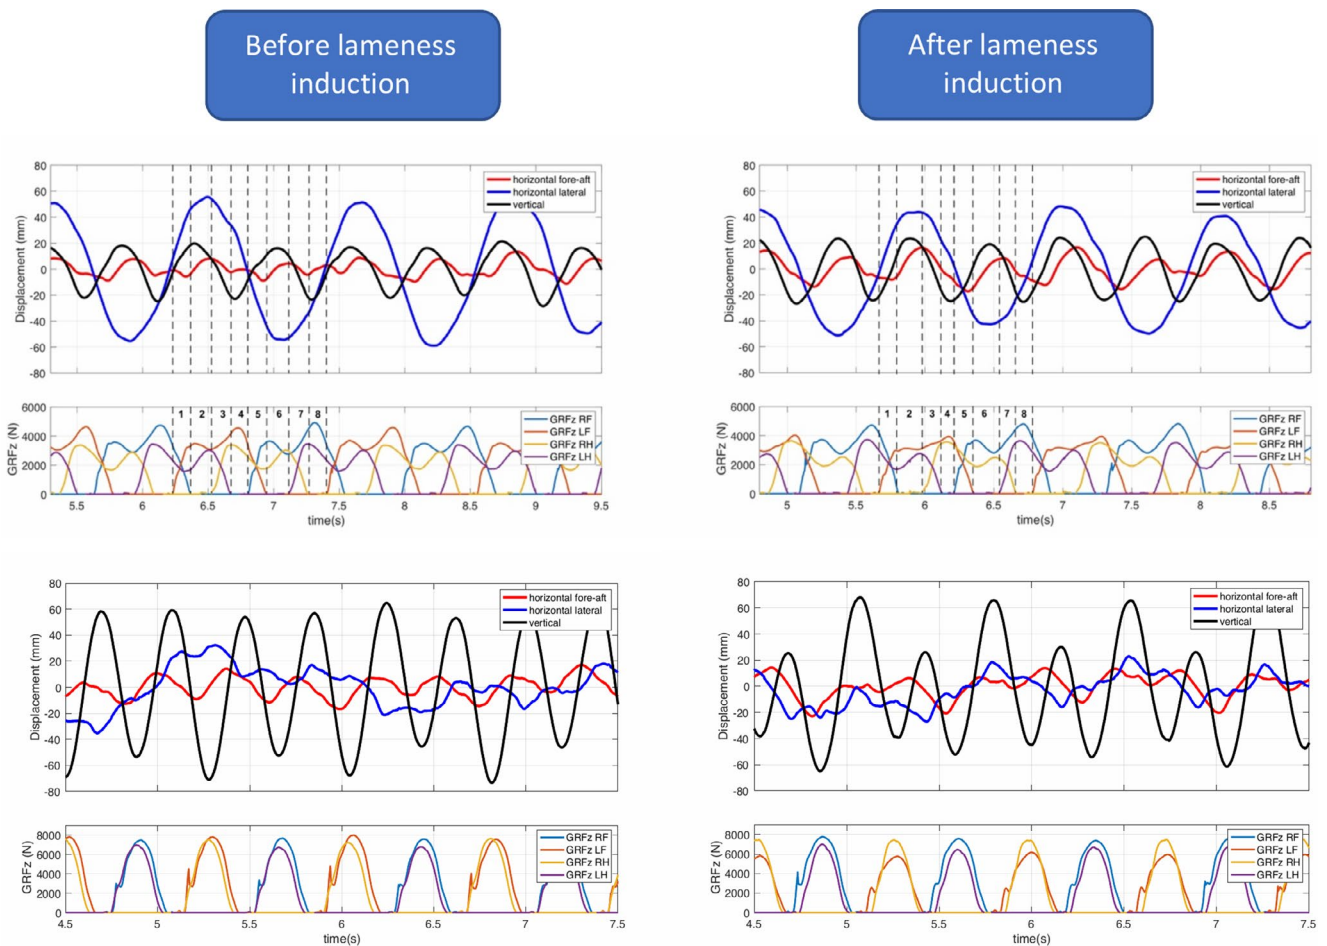 Before lameness
induction
After lameness
induction
80
60
40
20
0
-20
-40
-60
-80
Displacement (mm)
horizontal fore-aft
horizontal lateral
vertical
6000
4000
2000
0
GRFz (N)
1 2 3 4 5 6 7 8
GRFz RF
GRFz LF
GRFz RH
GRFz LH
5.5 6 6.5 7 7.5 8 8.5 9 9.5
time(s)
80
60
40
20
0
-20
-40
-60
-80
Displacement (mm)
horizontal fore-aft
horizontal lateral
vertical
6000
4000
2000
0
GRFz (N)
1 2 3 4 5 6 7 8
GRFz RF
GRFz LF
GRFz RH
GRFz LH
5 5.5 6 6.5 7 7.5 8 8.5
time(s)
80
60
40
20
0
-20
-40
-60
-80
Displacement (mm)
horizontal fore-aft
horizontal lateral
vertical
8000
6000
4000
2000
0
GRFz (N)
GRFz RF
GRFz LF
GRFz RH
GRFz LH
4.5 5 5.5 6 6.5 7 7.5
time(s)
80
60
40
20
0
-20
-40
-60
-80
Displacement (mm)
horizontal fore-aft
horizontal lateral
vertical
8000
6000
4000
2000
0
GRFz (N)
GRFz RF
GRFz LF
GRFz RH
GRFz LH
4.5 5 5.5 6 6.5 7 7.5
time(s)